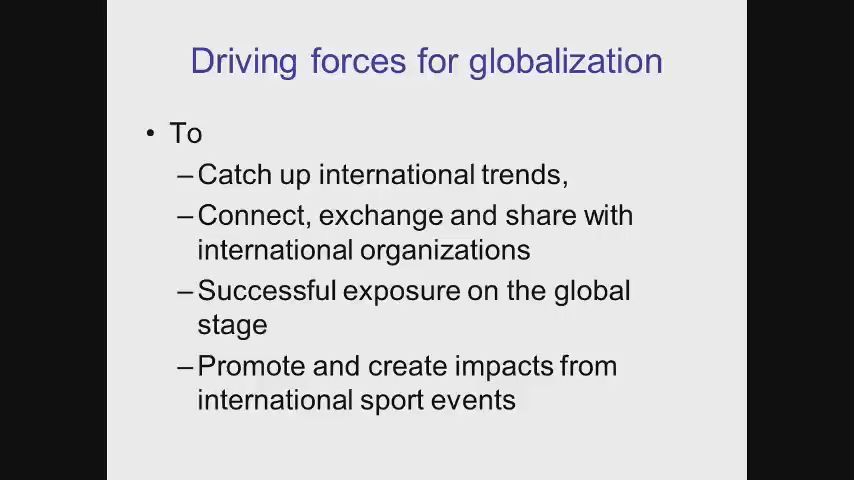 Driving forces for globalization
• To
–Catch up international trends,
–Connect, exchange and share with
international organizations
–Successful exposure on the global
stage
–Promote and create impacts from
international sport events